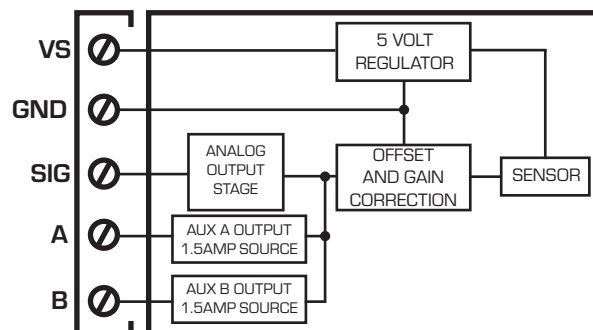 VS
5 VOLT
REGULATOR
GND
SIG
ANALOG
OUTPUT
STAGE
OFFSET
AND GAIN
CORRECTION
SENSOR
A
AUX A OUTPUT
1.5AMP SOURCE
B
AUX B OUTPUT
1.5AMP SOURCE